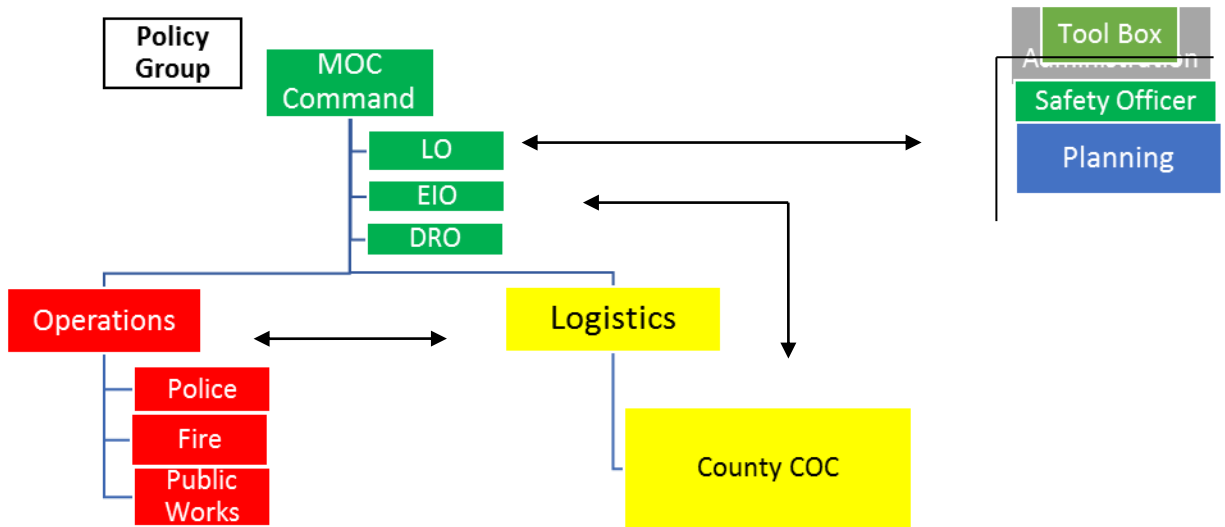 Policy
Group
MOC
Command
LO
EIO
DRO
Operations
Police
Fire
Public
Works
Logistics
County COC
Tool Box
Administration
Safety Officer
Planning